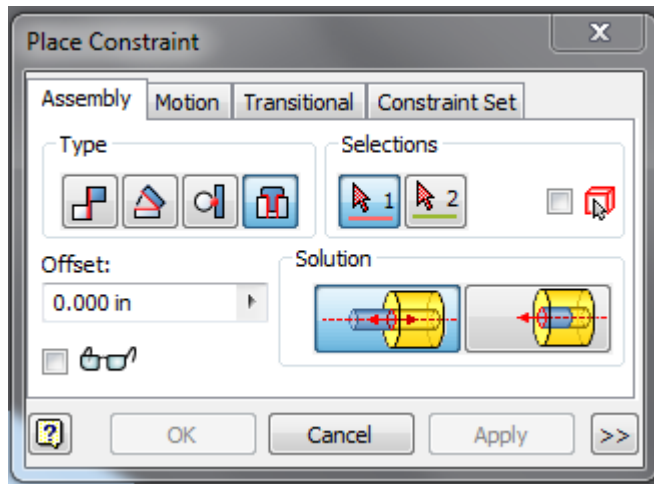 Place Constraint
Assembly Motion Transitional Constraint Set
Type Selections
1 2
Offset: Solution
0.000 in
? OK Cancel Apply >>